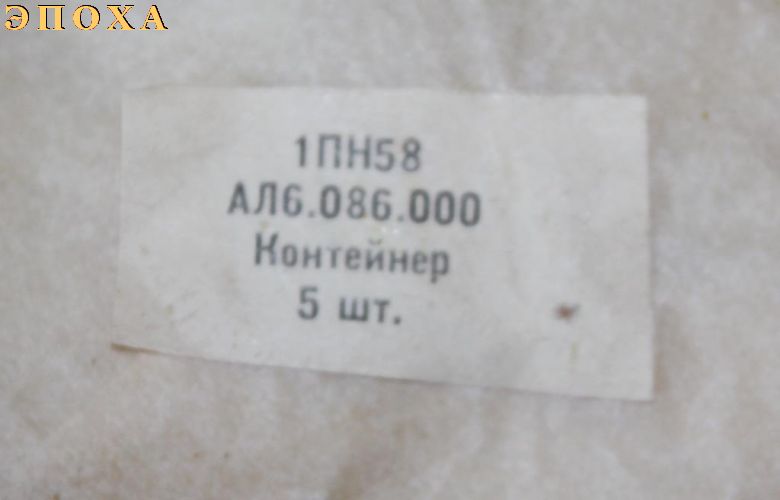 ЭПОХА
1ПН58
АЛ6.086.000
Контейнер
5 шт.